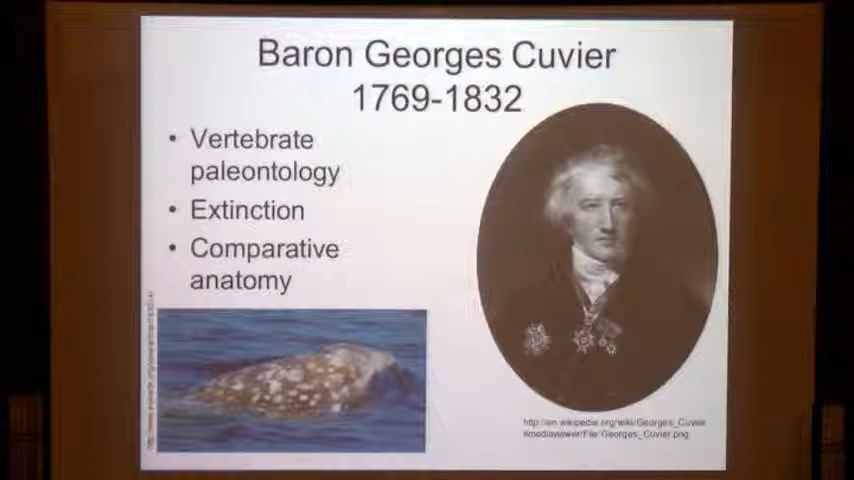 Baron Georges Cuvier
1769-1832
• Vertebrate
paleontology
• Extinction
• Comparative
anatomy
http://en.wikipedia.org/wiki/Georges_Cuvier
#mediaviewer/File:Georges_Cuvier.png